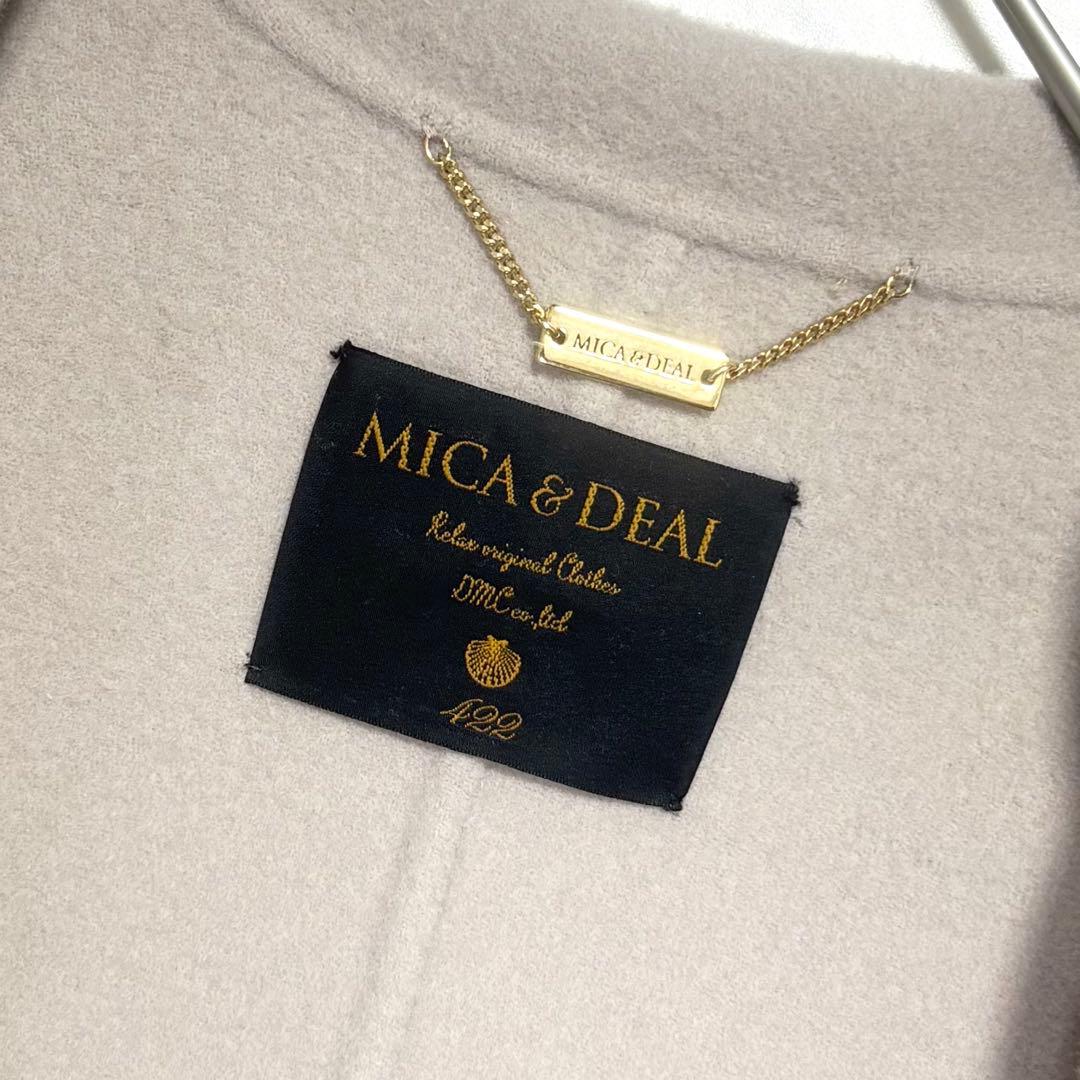 MICA&DEAL
MICA & DEAL
Relax original Clothes
DMC co,.ltd
422